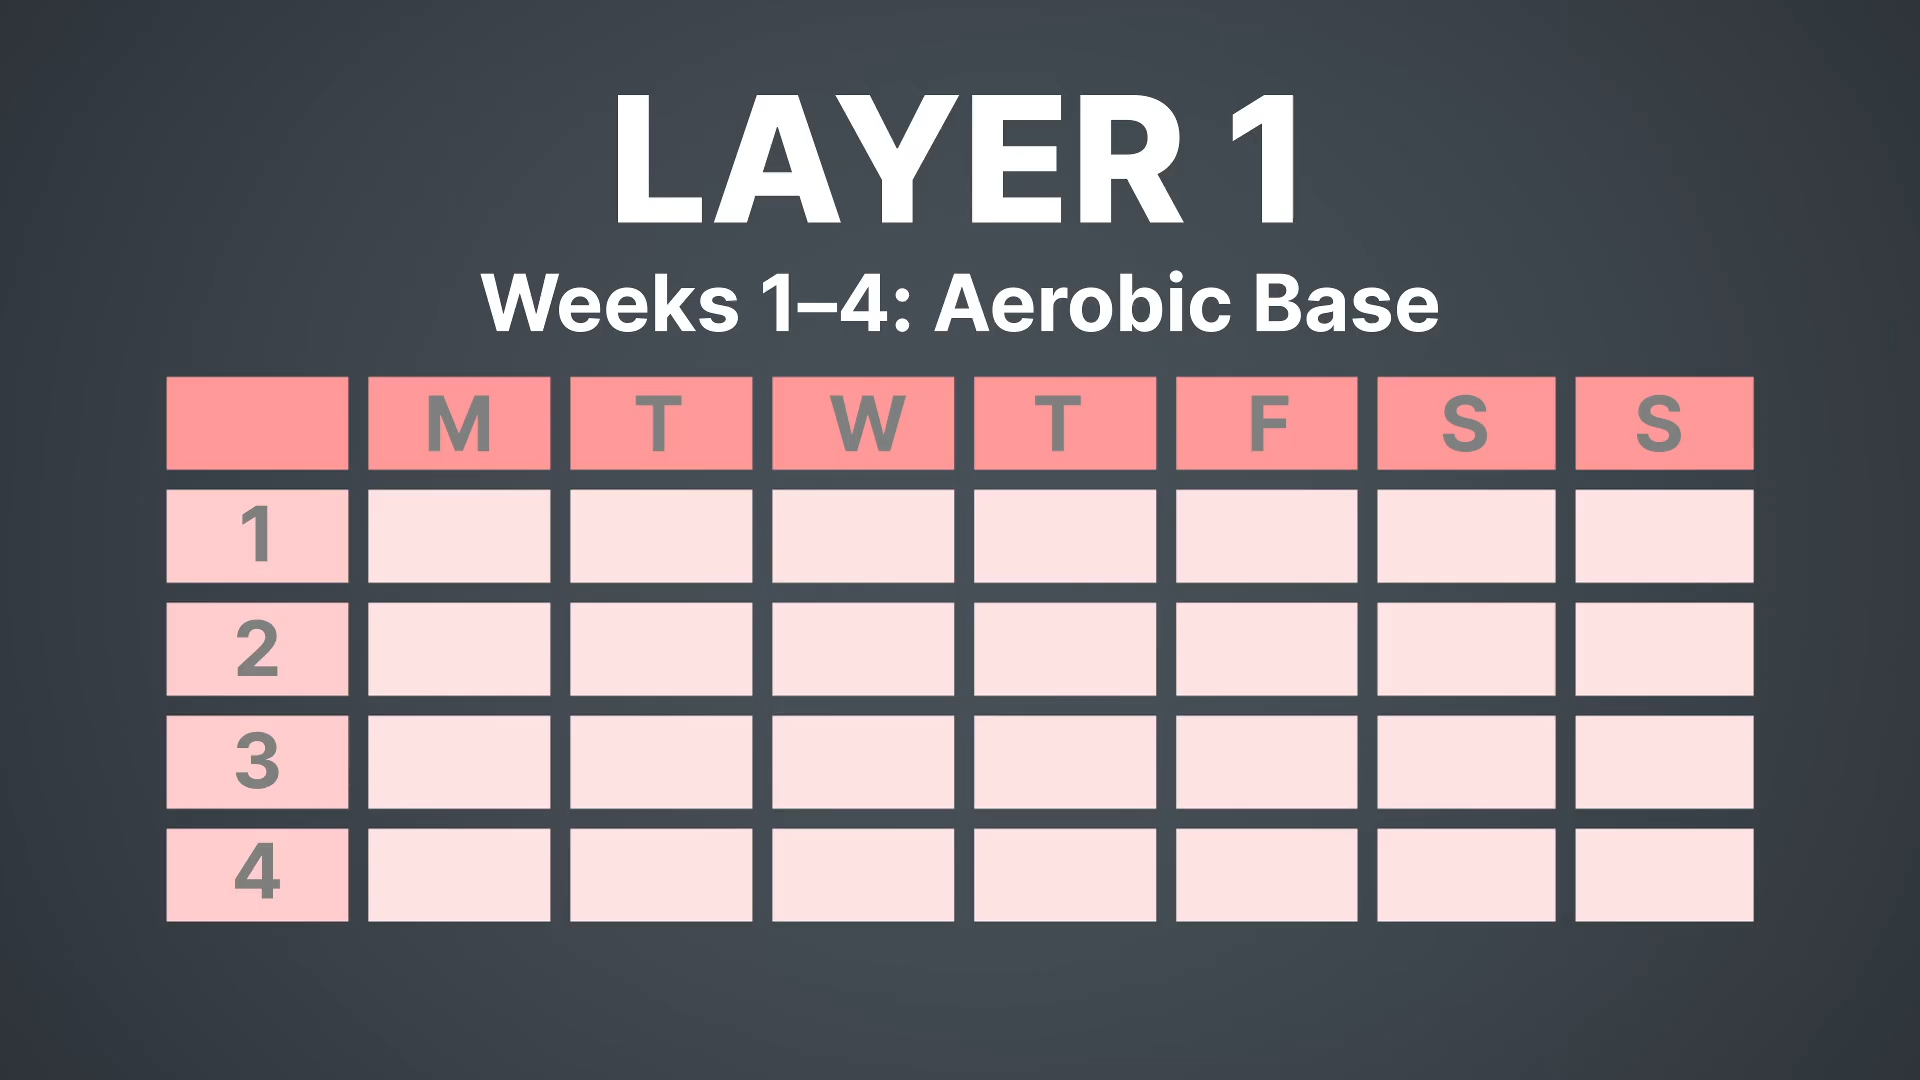 LAYER 1
Weeks 1–4: Aerobic Base
M T W T F S S
1
2
3
4